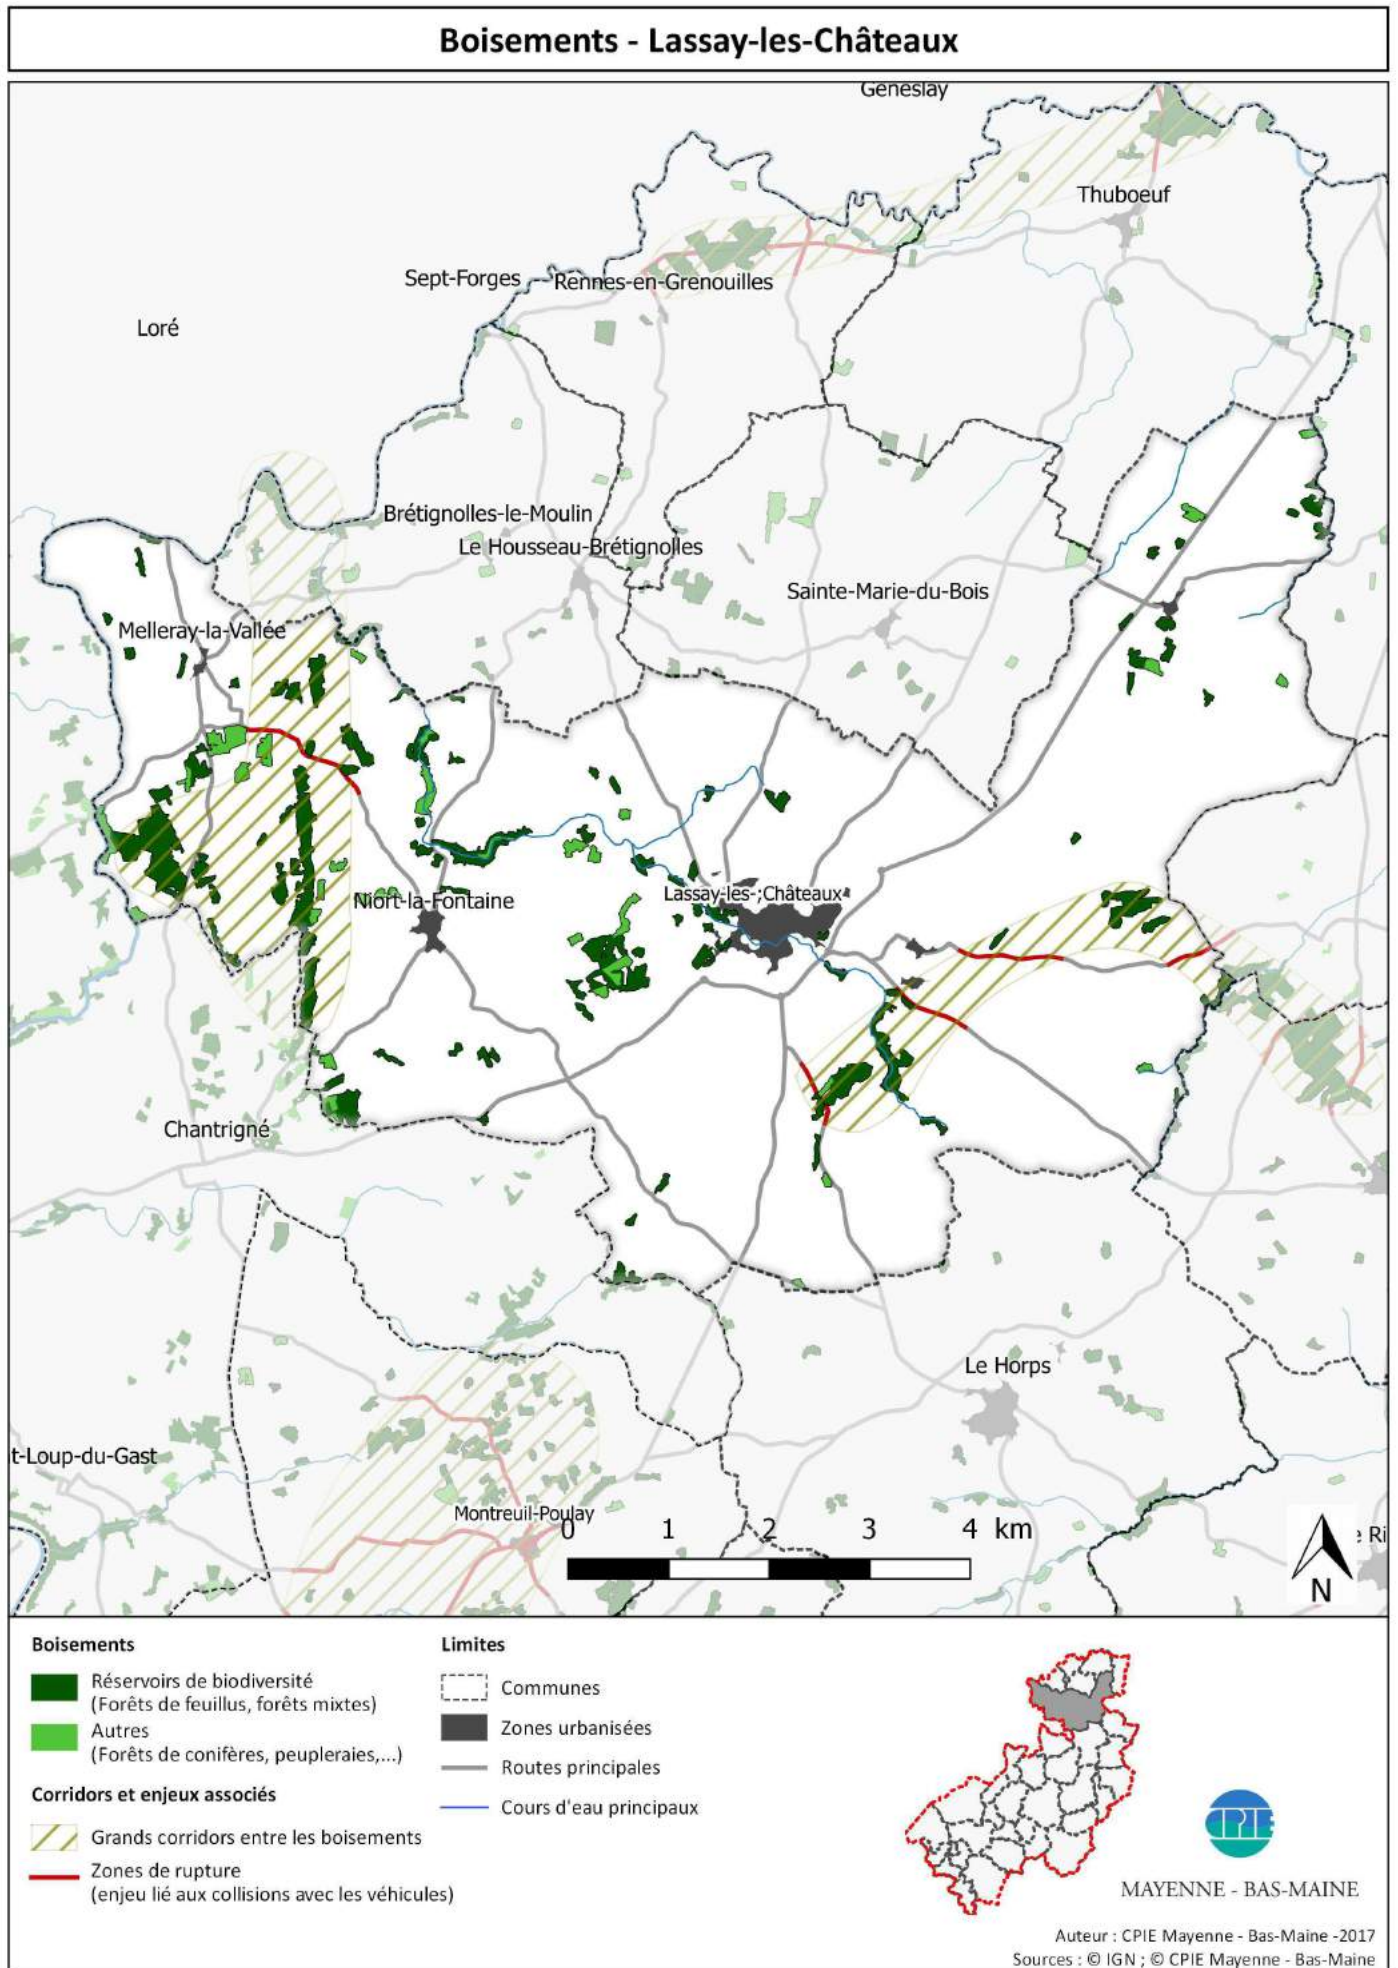 Boisements - Lassay-les-Châteaux
Geneslay
Thuboeuf
Sept-Forges
Rennes-en-Grenouilles
Loré
Brétignolles-le-Moulin
Le Housseau-Brétignolles
Sainte-Marie-du-Bois
Melleray-la-Vallée
Lassay-les-;Châteaux
Niort-la-Fontaine
Chantrigné
Le Horps
t-Loup-du-Gast
Montreuil-Poulay
0 1 2 3 4 km
e Ri
N
Boisements
Réservoirs de biodiversité
(Forêts de feuillus, forêts mixtes)
Autres
(Forêts de conifères, peupleraies,...)
Corridors et enjeux associés
Grands corridors entre les boisements
Zones de rupture
(enjeu lié aux collisions avec les véhicules)
Limites
Communes
Zones urbanisées
Routes principales
Cours d'eau principaux
CPIE
MAYENNE - BAS-MAINE
Auteur : CPIE Mayenne - Bas-Maine -2017
Sources : © IGN ; © CPIE Mayenne - Bas-Maine